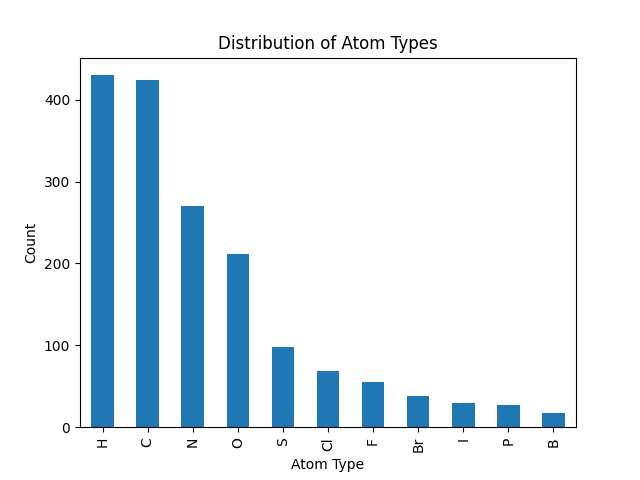 Distribution of Atom Types
Count
400
300
200
100
0
H C N O S Cl F Br I P B
Atom Type